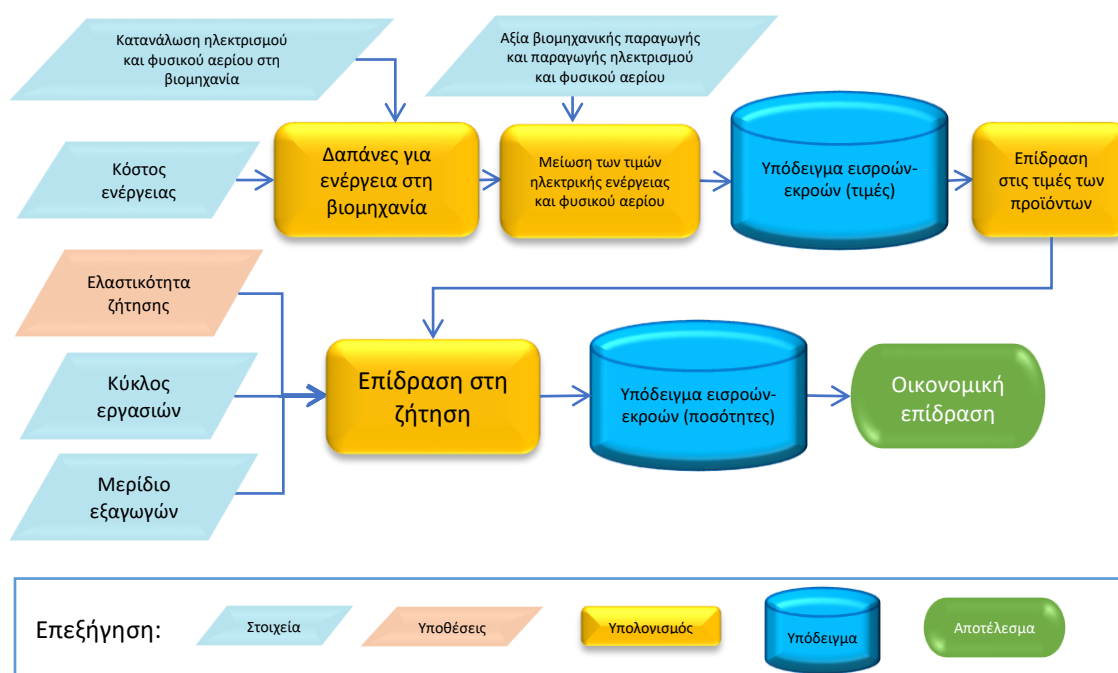 Κατανάλωση ηλεκτρισμού
και φυσικού αερίου στη
βιομηχανία
Αξία βιομηχανικής παραγωγής
και παραγωγής ηλεκτρισμού
και φυσικού αερίου
Κόστος
ενέργειας
Δαπάνες για
ενέργεια στη
βιομηχανία
Μείωση των τιμών
ηλεκτρικής ενέργειας
και φυσικού αερίου
Υπόδειγμα εισροών-
εκροών (τιμές)
Επίδραση
στις τιμές των
προϊόντων
Ελαστικότητα
ζήτησης
Κύκλος
εργασιών
Μερίδιο
εξαγωγών
Επίδραση στη
ζήτηση
Υπόδειγμα εισροών-
εκροών (ποσότητες)
Οικονομική
επίδραση
Επεξήγηση:
Στοιχεία
Υποθέσεις
Υπολογισμός
Υπόδειγμα
Αποτέλεσμα